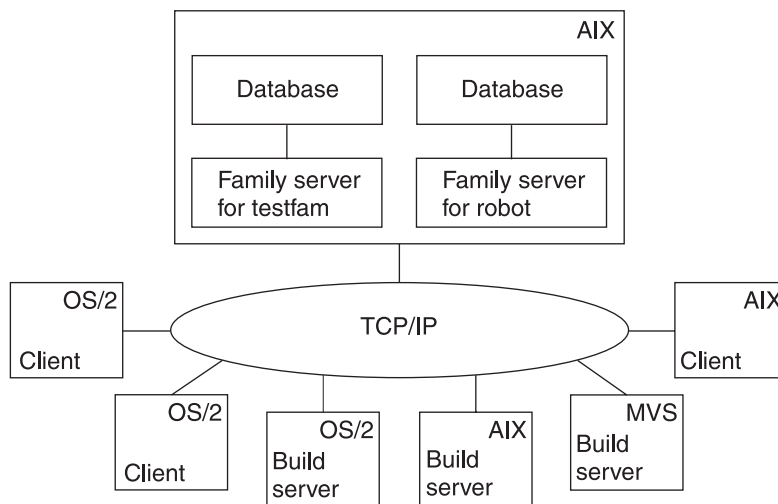 AIX
Database
Database
Family server
for testfam
Family server
for robot
TCP/IP
OS/2
Client
AIX
Client
OS/2
Client
OS/2
Build
server
AIX
Build
server
MVS
Build
server